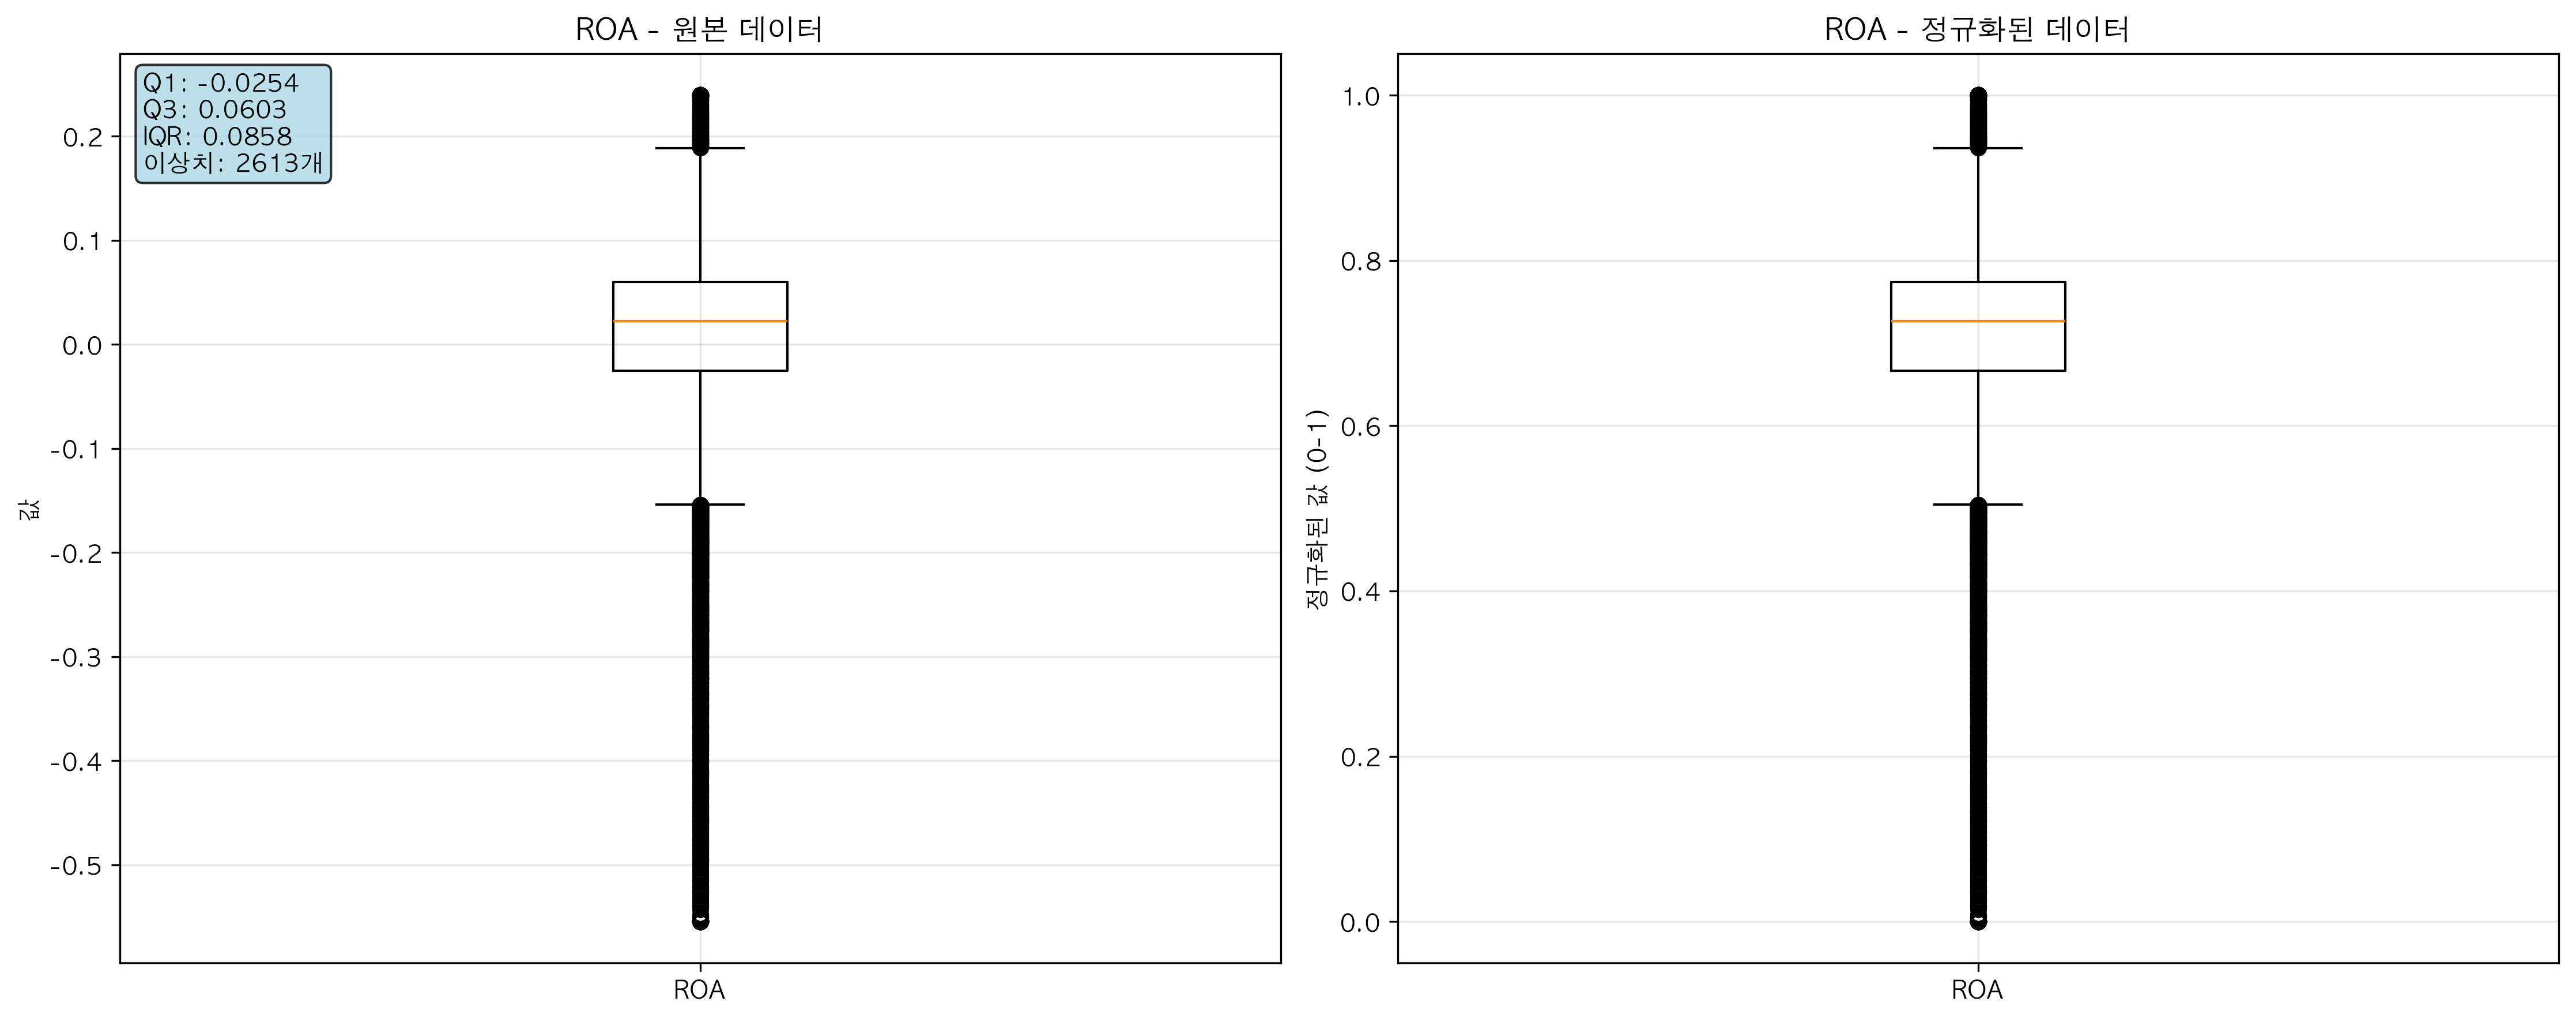 ROA - 원본 데이터
Q1: -0.0254
Q3: 0.0603
IQR: 0.0858
이상치: 2613개
0.2
0.1
0.0
-0.1
-0.2
-0.3
-0.4
-0.5
값
ROA
ROA - 정규화된 데이터
1.0
0.8
0.6
0.4
0.2
0.0
정규화된 값 (0-1)
ROA